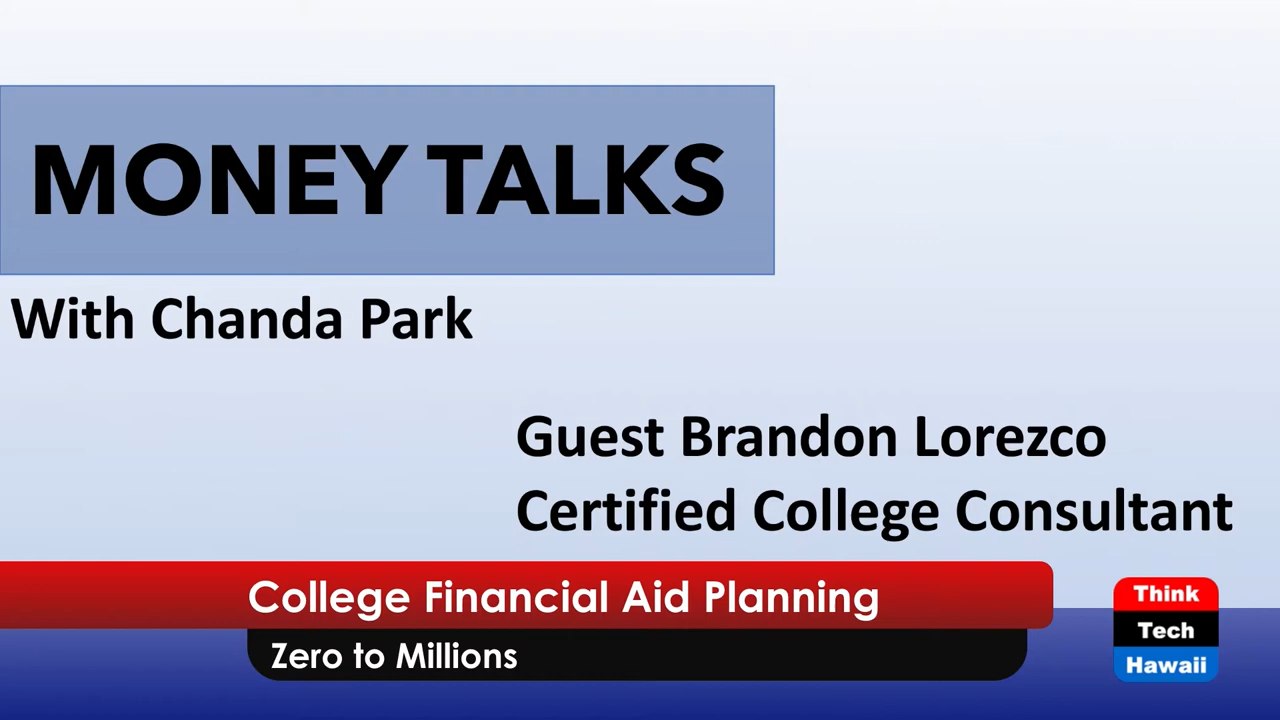 MONEY TALKS
With Chanda Park
Guest Brandon Lorezco
Certified College Consultant
College Financial Aid Planning
Zero to Millions
Think
Tech
Hawaii